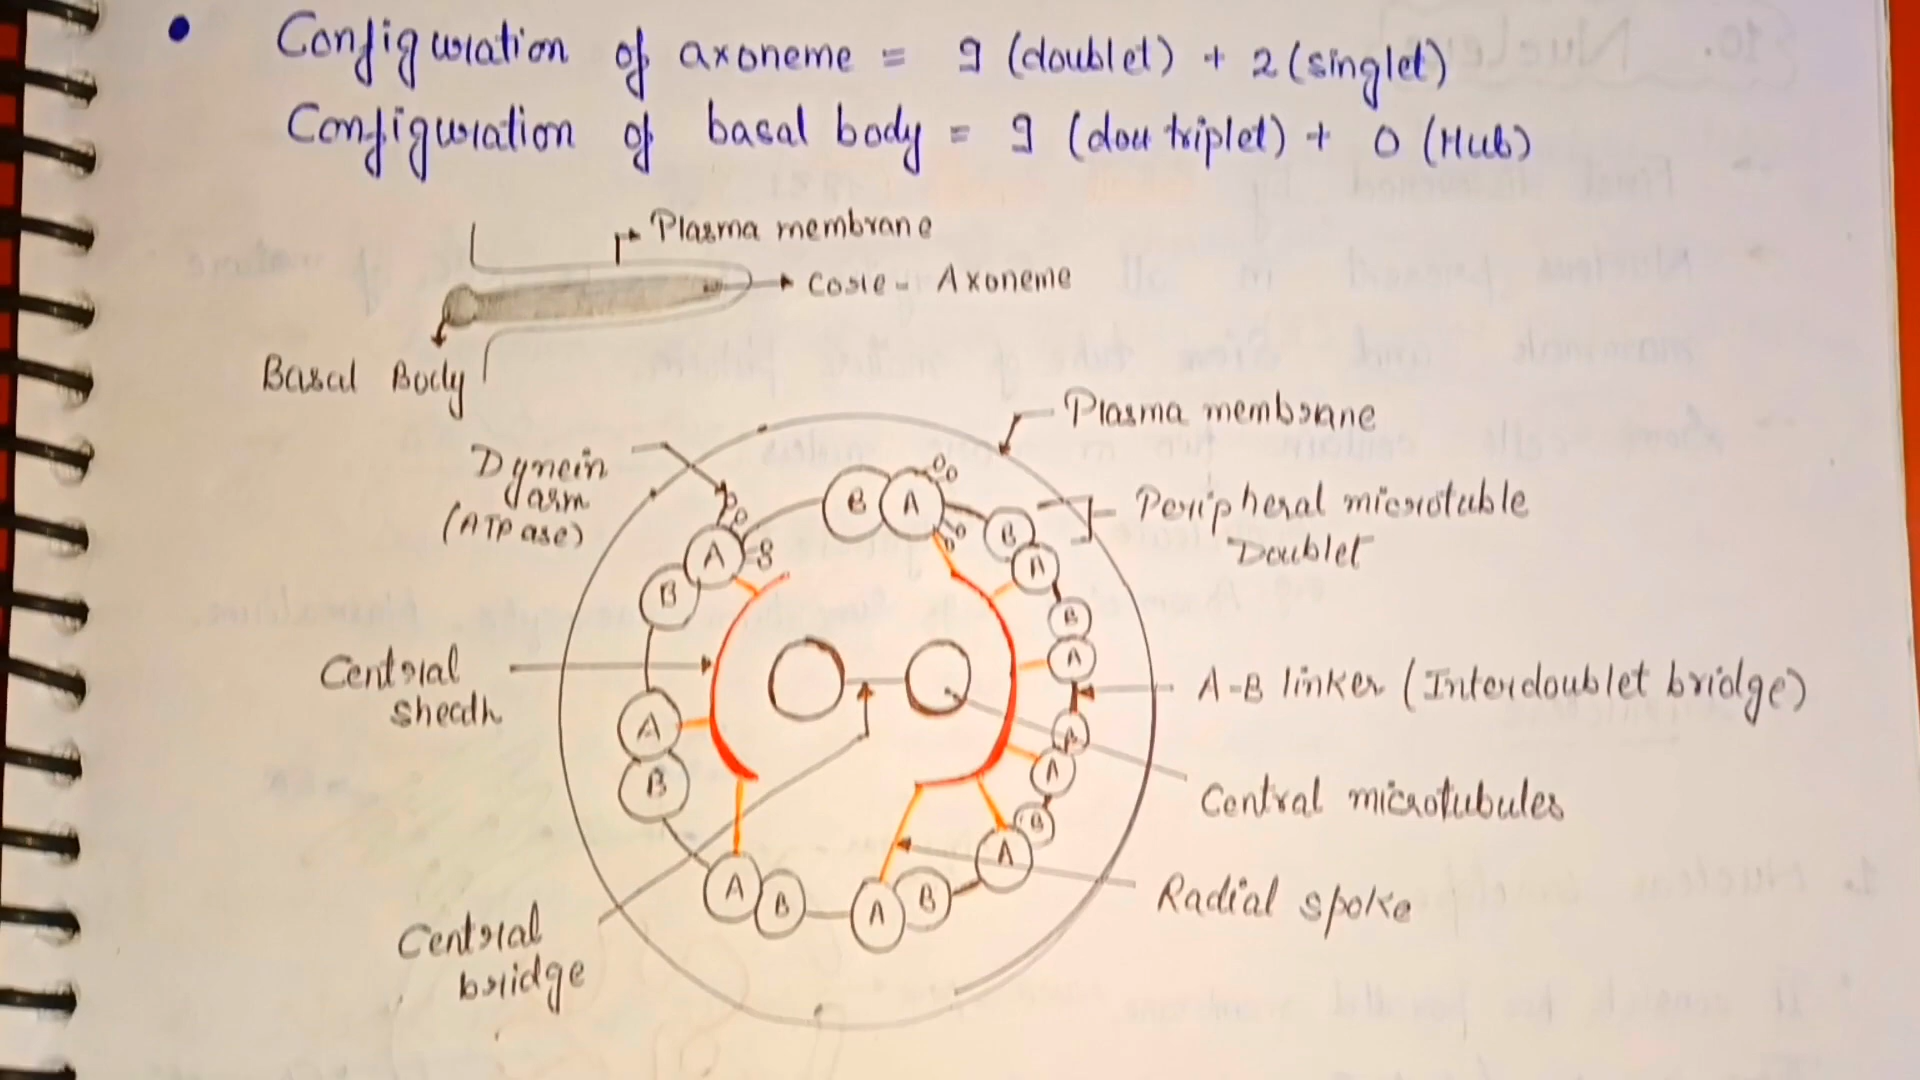 • Configuration of axoneme = 9 (doublet) + 2 (singlet)
Configuration of basal body = 9 (dou triplet) + 0 (Hub)
Plasma membrane
Core - Axoneme
Basal Body
Plasma membrane
Dynein
arm
(ATPase)
Peripheral microtuble
Doublet
B A
B
A
A
B
B
A
Central
sheath
A-B linker (Interdoublet bridge)
A
B
B
A
Central microtubules
B
A
A B
A B
Radial spoke
Central
bridge